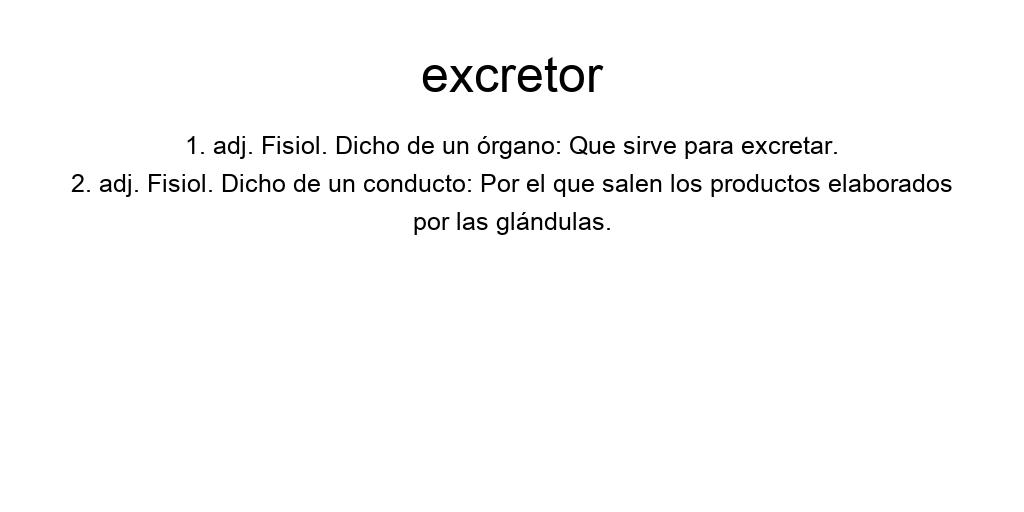 excretor
1. adj. Fisiol. Dicho de un órgano: Que sirve para excretar.
2. adj. Fisiol. Dicho de un conducto: Por el que salen los productos elaborados
por las glándulas.